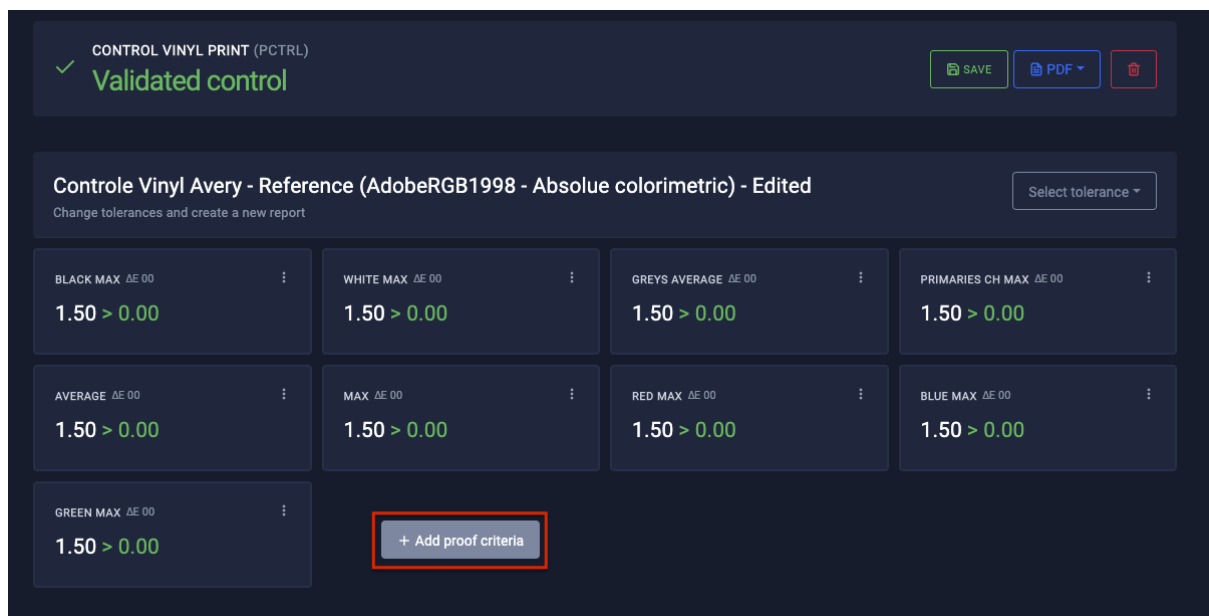 CONTROL VINYL PRINT (PCTRL)
Validated control
SAVE
PDF
Controle Vinyl Avery - Reference (AdobeRGB1998 - Absolue colorimetric) - Edited
Change tolerances and create a new report
Select tolerance
BLACK MAX ΔE 00
1.50 > 0.00
WHITE MAX ΔE 00
1.50 > 0.00
GREYS AVERAGE ΔE 00
1.50 > 0.00
PRIMARIES CH MAX ΔE 00
1.50 > 0.00
AVERAGE ΔE 00
1.50 > 0.00
MAX ΔE 00
1.50 > 0.00
RED MAX ΔE 00
1.50 > 0.00
BLUE MAX ΔE 00
1.50 > 0.00
GREEN MAX ΔE 00
1.50 > 0.00
+ Add proof criteria